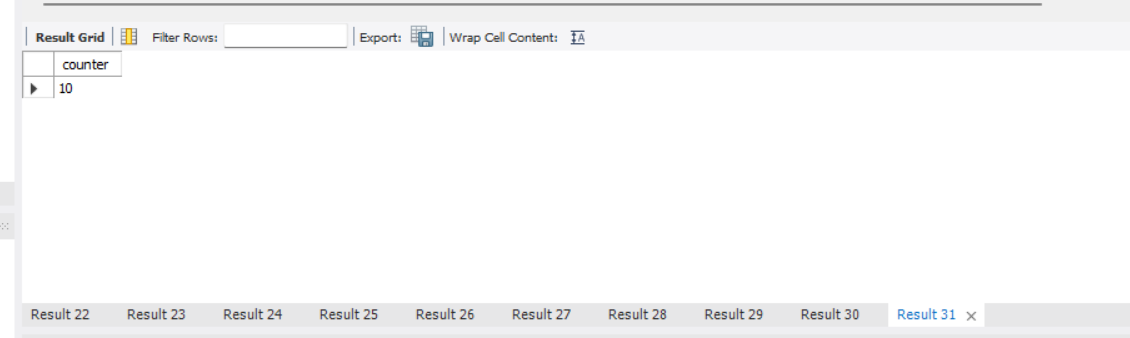 Result Grid Filter Rows: Export: Wrap Cell Content: IA
counter
10
Result 22 Result 23 Result 24 Result 25 Result 26 Result 27 Result 28 Result 29 Result 30 Result 31 ×